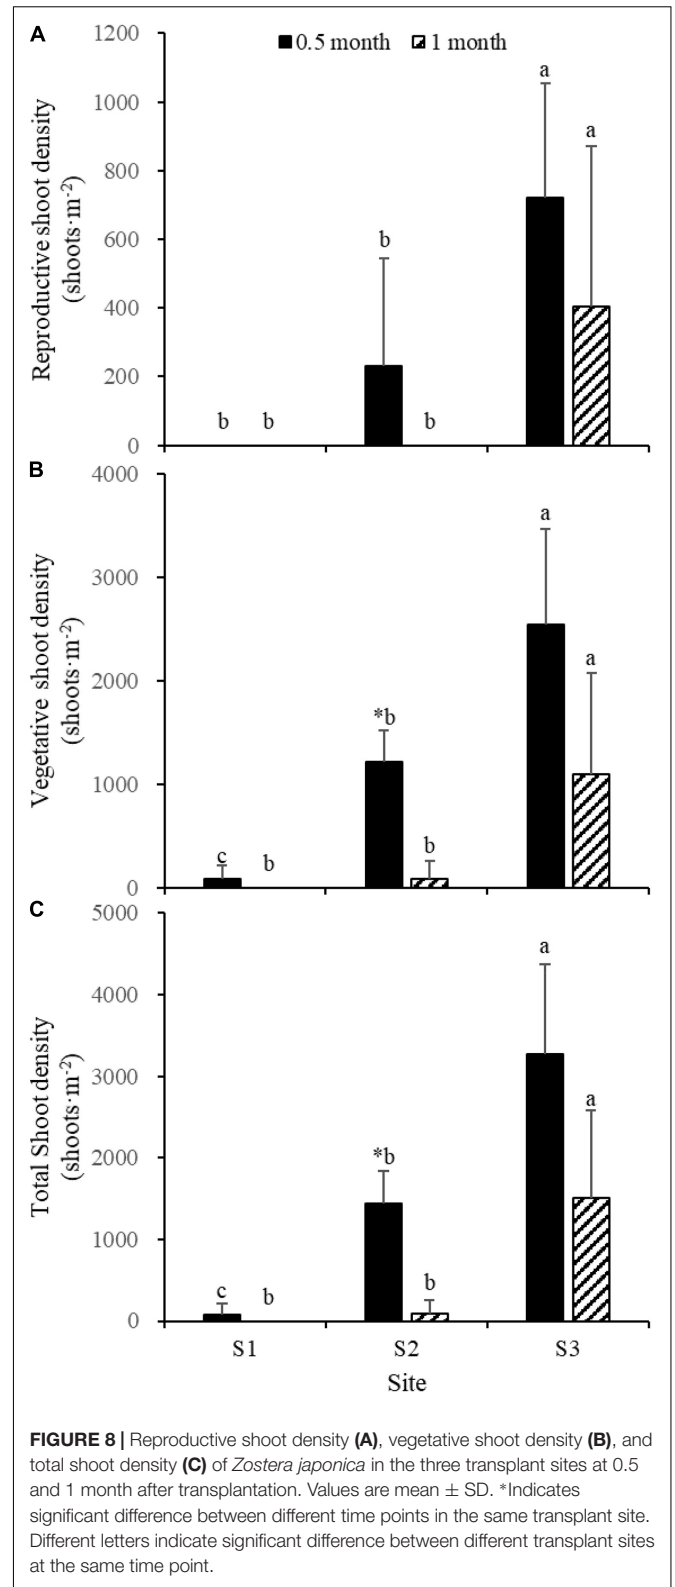 A
1200
0.5 month 1 month
1000
800
600
400
200
0
Reproductive shoot density
(shoots·m⁻²)
b b b b a a
B
4000
3000
2000
1000
0
Vegetative shoot density
(shoots·m⁻²)
c b *b b a a
C
5000
4000
3000
2000
1000
0
Total Shoot density
(shoots·m⁻²)
c b *b b a a
S1 S2 S3
Site
FIGURE 8 | Reproductive shoot density (A), vegetative shoot density (B), and
total shoot density (C) of Zostera japonica in the three transplant sites at 0.5
and 1 month after transplantation. Values are mean ± SD. *Indicates
significant difference between different time points in the same transplant site.
Different letters indicate significant difference between different transplant sites
at the same time point.